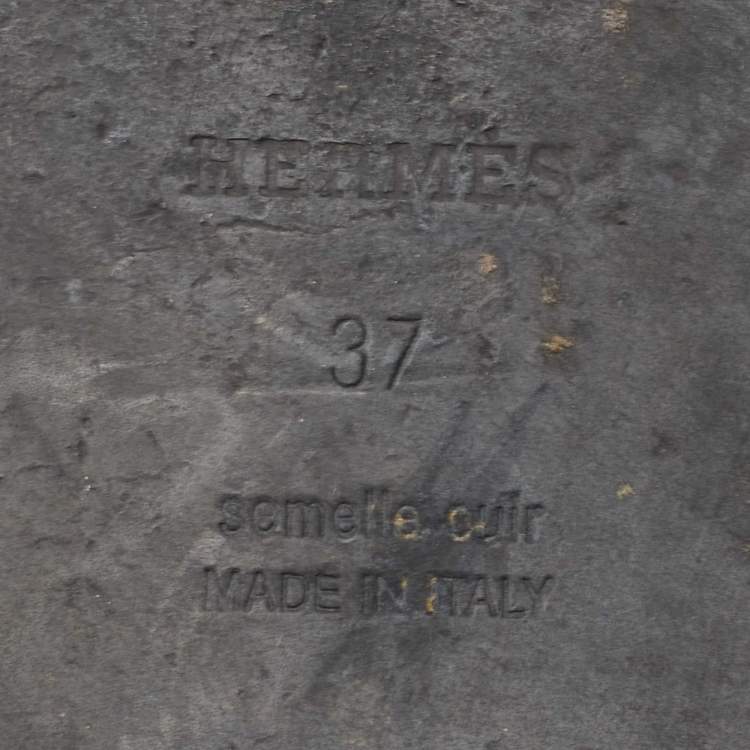 HERMES
37
semelle cuir
MADE IN ITALY